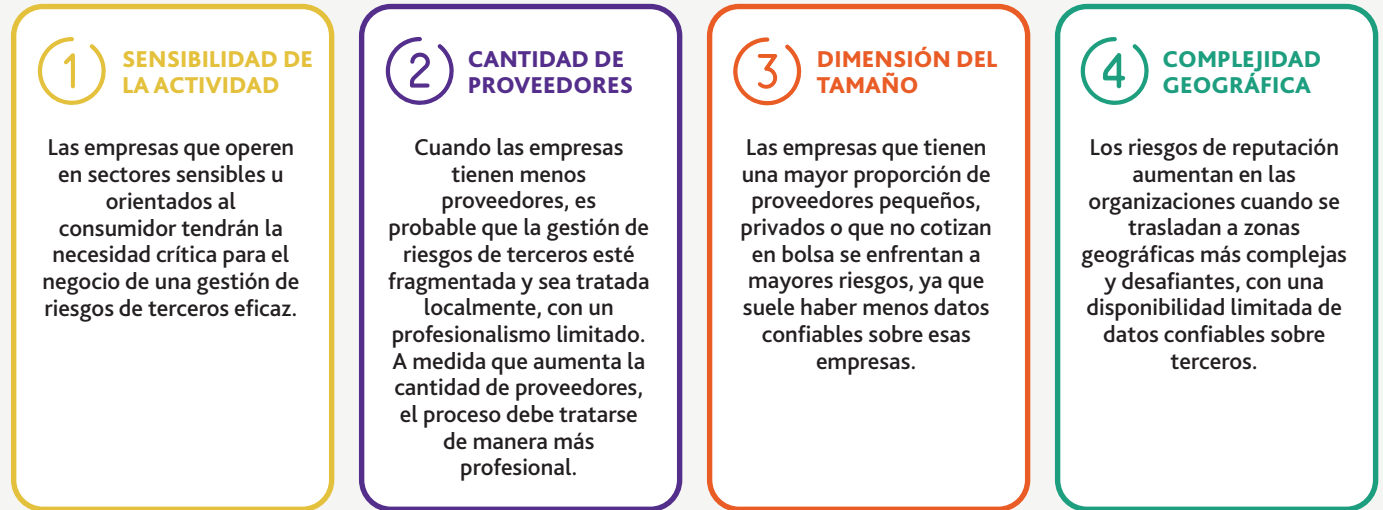 1
SENSIBILIDAD DE
LA ACTIVIDAD
Las empresas que operen
en sectores sensibles u
orientados al
consumidor tendrán la
necesidad crítica para el
negocio de una gestión de
riesgos de terceros eficaz.
2
CANTIDAD DE
PROVEEDORES
Cuando las empresas
tienen menos
proveedores, es
probable que la gestión de
riesgos de terceros esté
fragmentada y sea tratada
localmente, con un
profesionalismo limitado.
A medida que aumenta la
cantidad de proveedores,
el proceso debe tratarse
de manera más
profesional.
3
DIMENSIÓN DEL
TAMAÑO
Las empresas que tienen
una mayor proporción de
proveedores pequeños,
privados o que no cotizan
en bolsa se enfrentan a
mayores riesgos, ya que
suele haber menos datos
confiables sobre esas
empresas.
4
COMPLEJIDAD
GEOGRÁFICA
Los riesgos de reputación
aumentan en las
organizaciones cuando se
trasladan a zonas
geográficas más complejas
y desafiantes, con una
disponibilidad limitada de
datos confiables sobre
terceros.